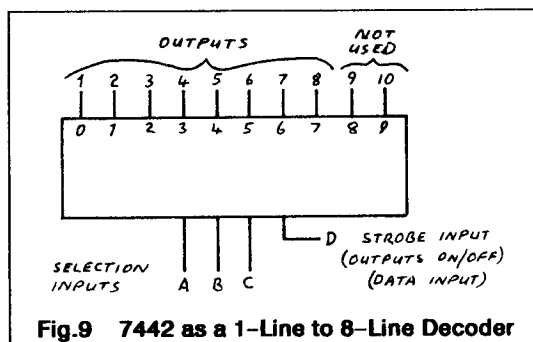 OUTPUTS
NOT
USED
1 2 3 4 5 6 7 8 9 10
0 1 2 3 4 5 6 7 8 9
D STROBE INPUT
(OUTPUTS ON/OFF)
(DATA INPUT)
SELECTION
INPUTS A B C
Fig.9 7442 as a 1-Line to 8-Line Decoder